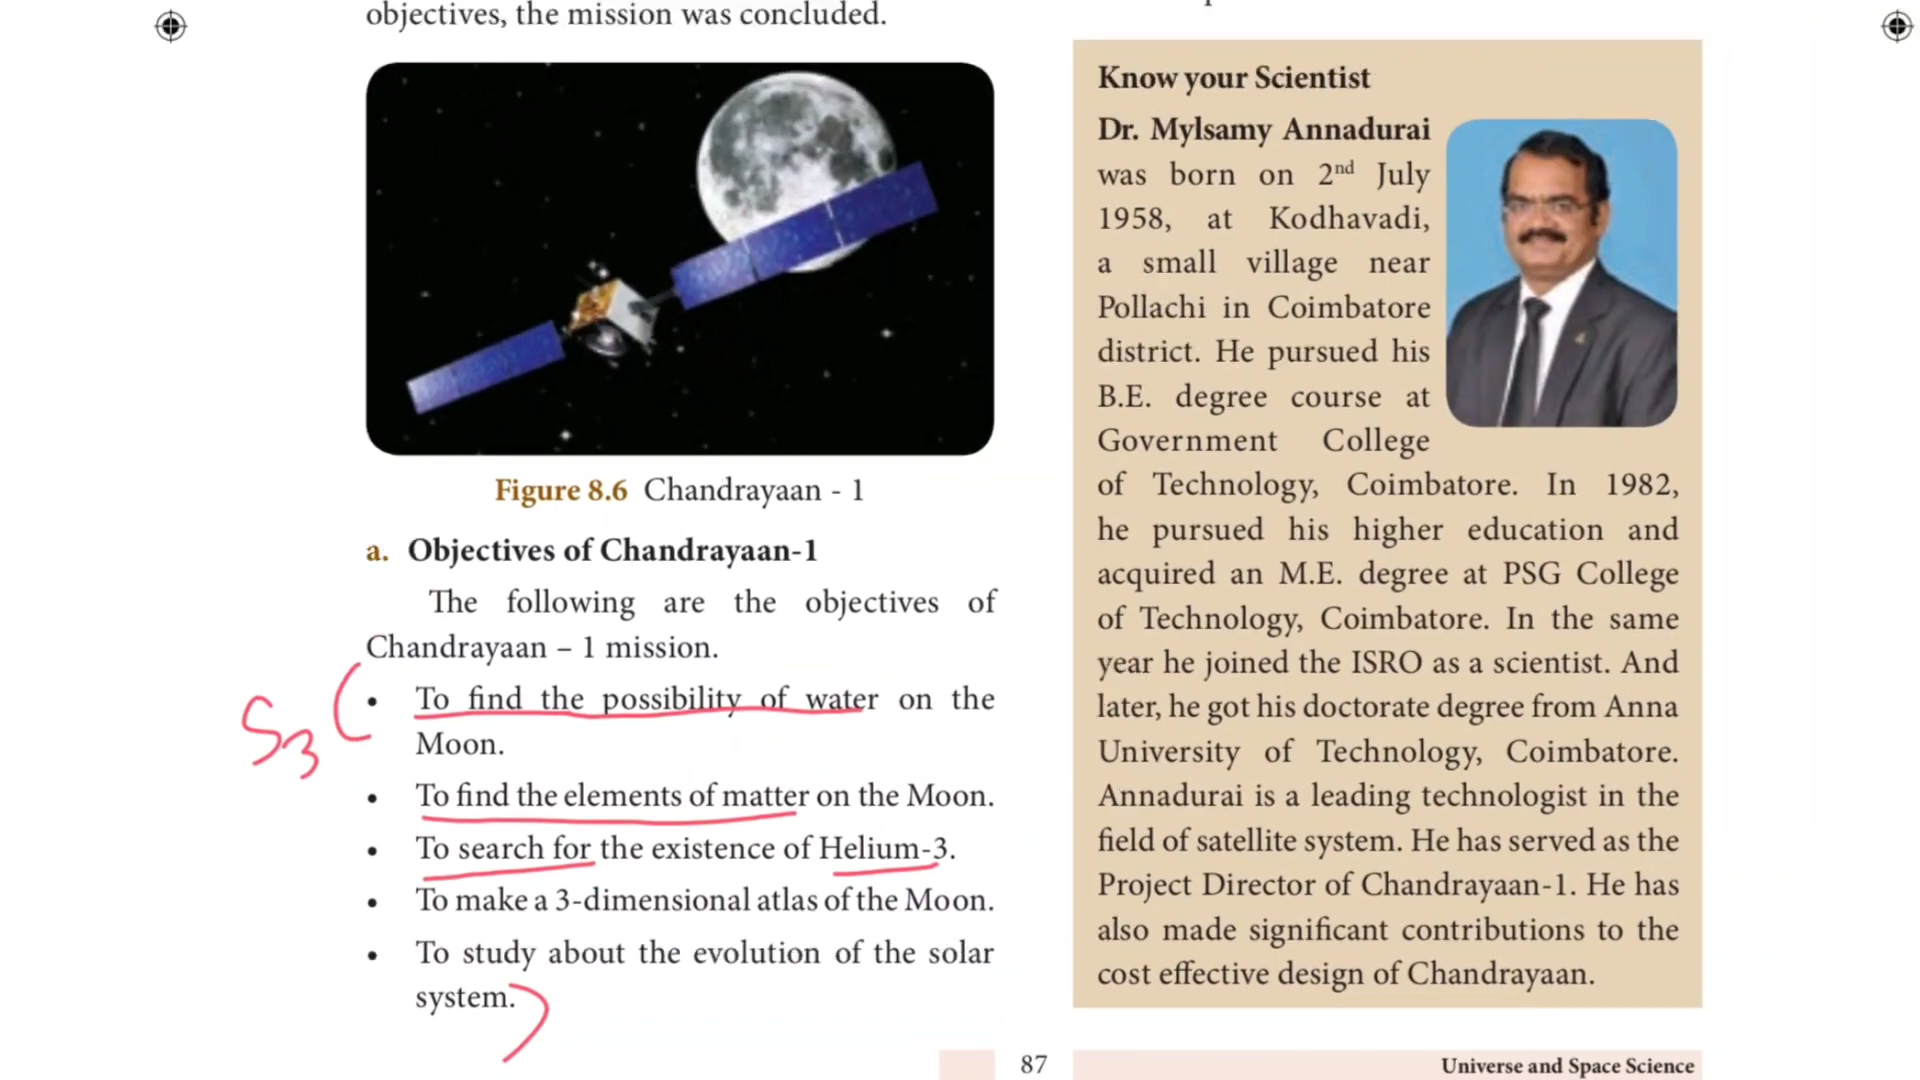 objectives, the mission was concluded.
Figure 8.6 Chandrayaan - 1
a. Objectives of Chandrayaan-1
The following are the objectives of
Chandrayaan – 1 mission.
S3
• To find the possibility of water on the
Moon.
• To find the elements of matter on the Moon.
• To search for the existence of Helium-3.
• To make a 3-dimensional atlas of the Moon.
• To study about the evolution of the solar
system.
Know your Scientist
Dr. Mylsamy Annadurai
was born on 2nd July
1958, at Kodhavadi,
a small village near
Pollachi in Coimbatore
district. He pursued his
B.E. degree course at
Government College
of Technology, Coimbatore. In 1982,
he pursued his higher education and
acquired an M.E. degree at PSG College
of Technology, Coimbatore. In the same
year he joined the ISRO as a scientist. And
later, he got his doctorate degree from Anna
University of Technology, Coimbatore.
Annadurai is a leading technologist in the
field of satellite system. He has served as the
Project Director of Chandrayaan-1. He has
also made significant contributions to the
cost effective design of Chandrayaan.
87
Universe and Space Science